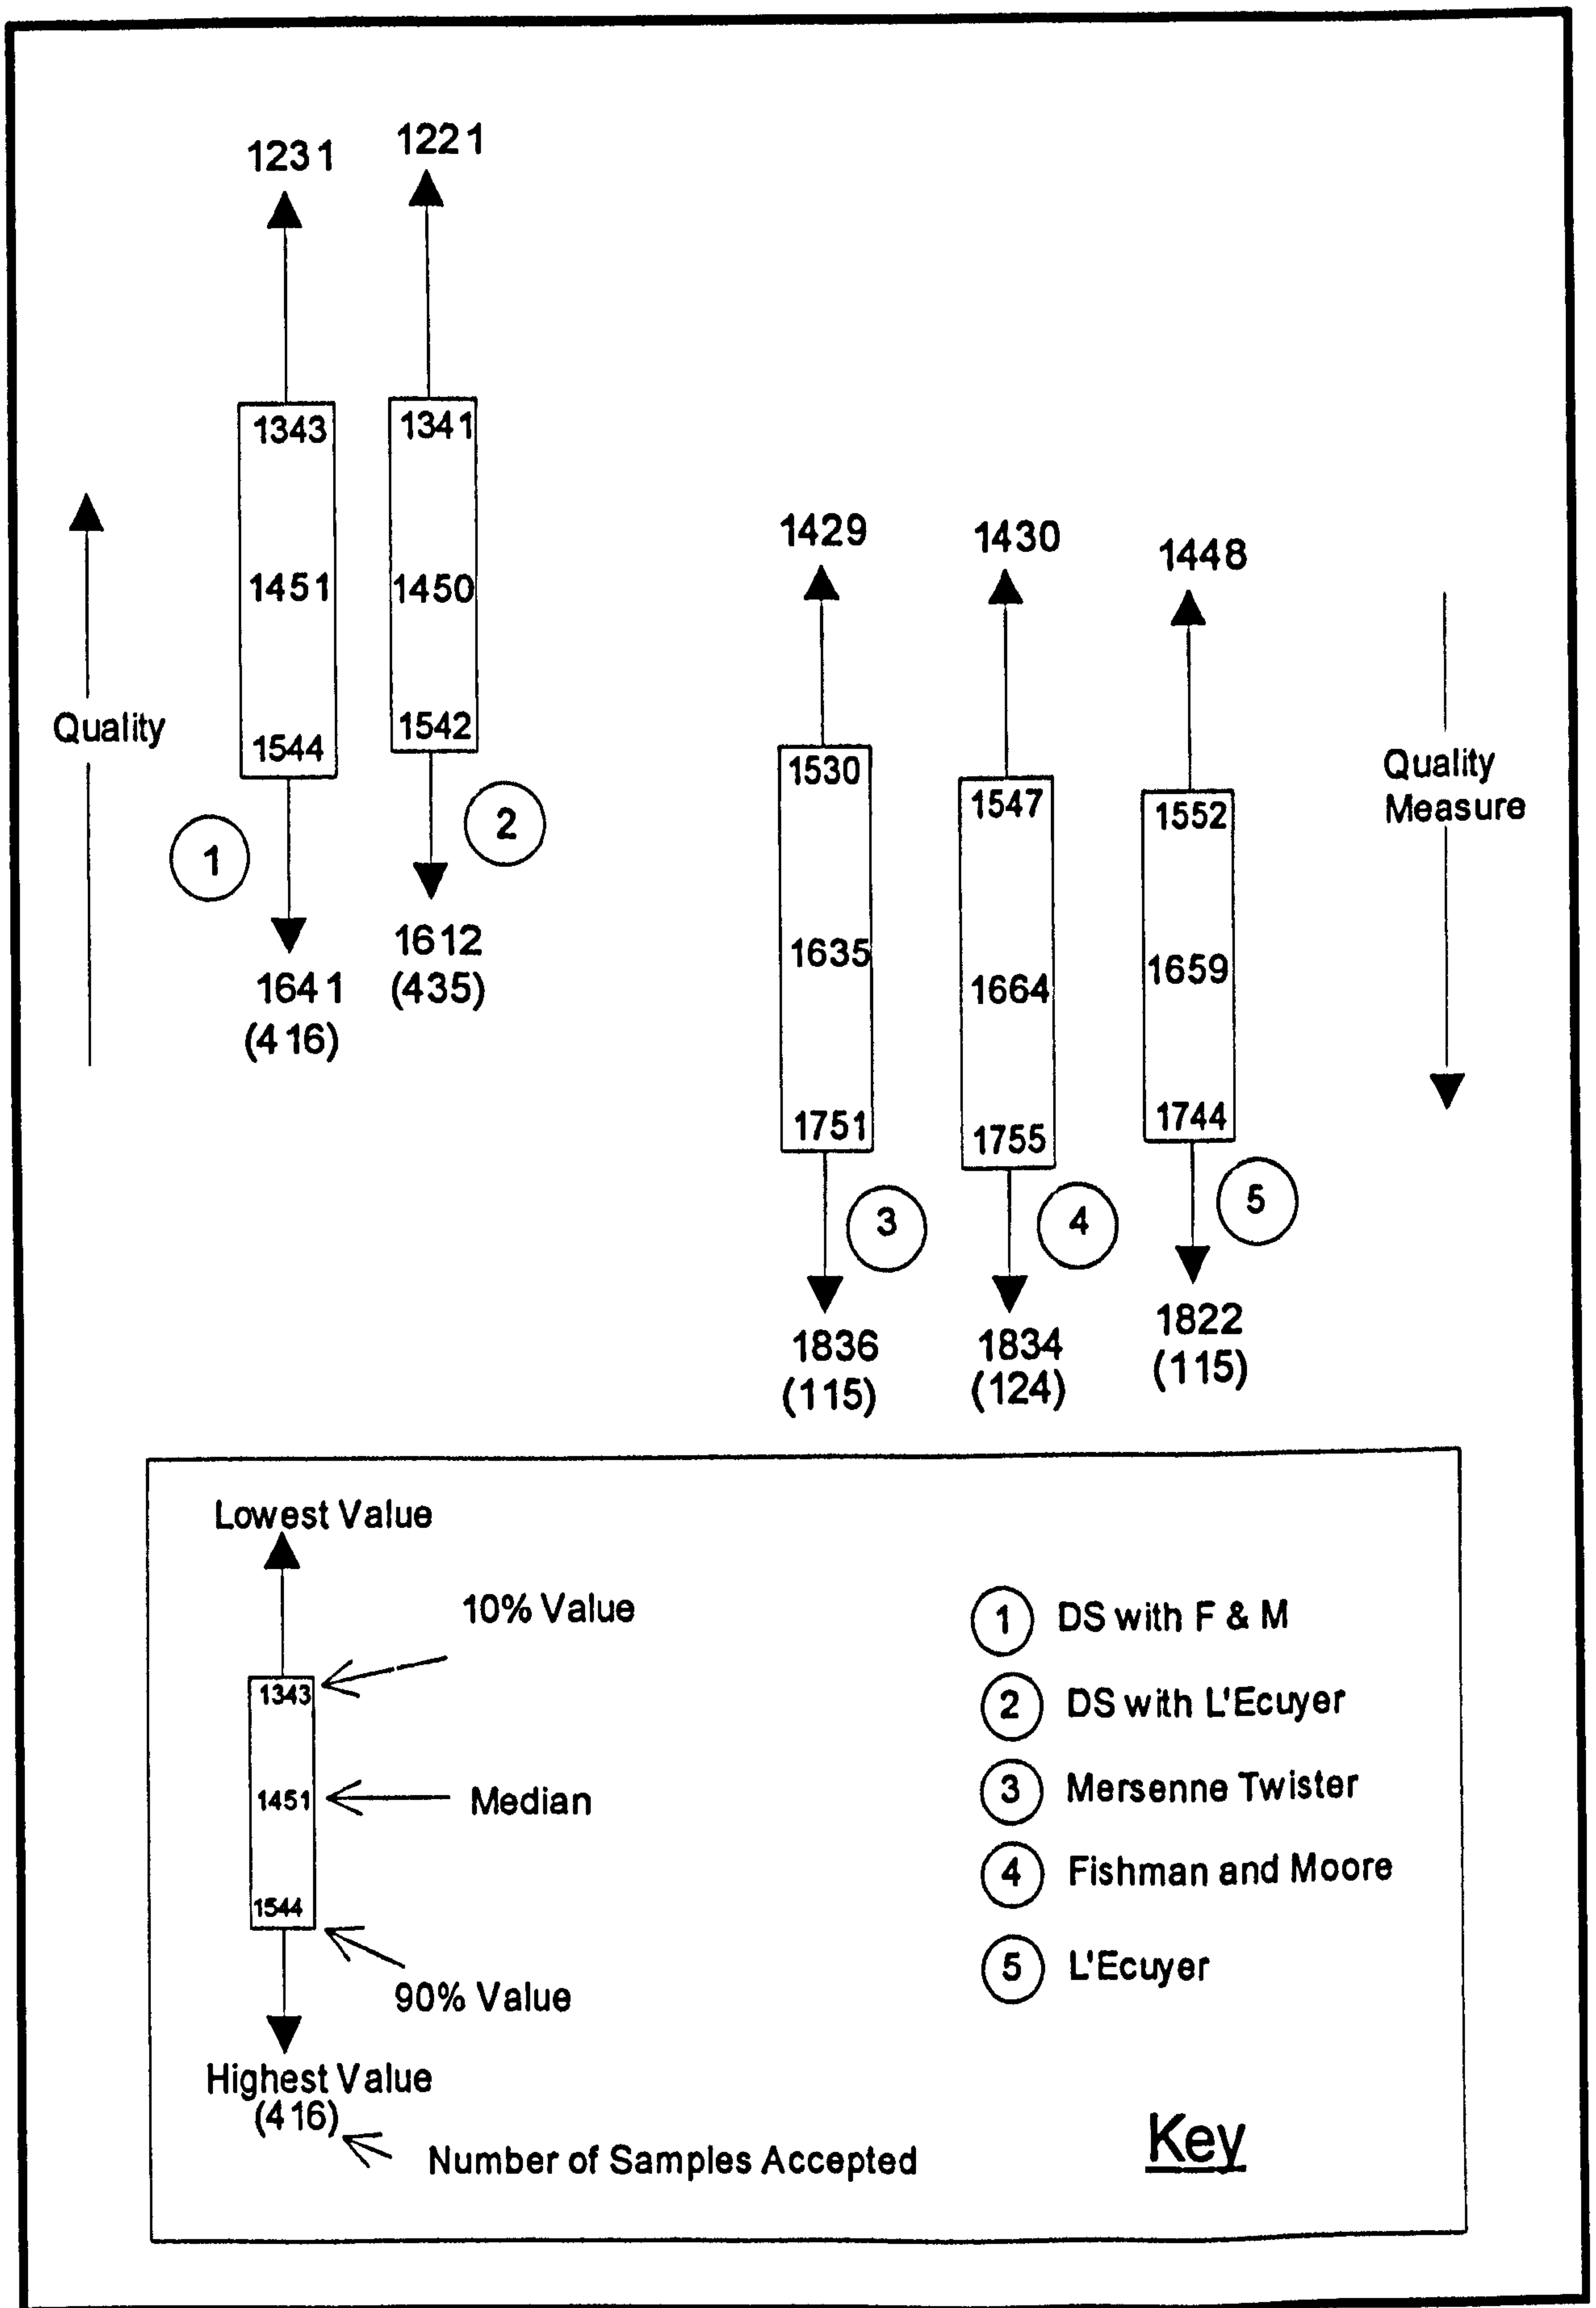 1231
1221
1343
1451
1544
1341
1450
1542
1
2
1641
(416)
1612
(435)
Quality
1429
1430
1448
1530
1635
1751
1547
1664
1755
1552
1659
1744
3
4
5
1836
(115)
1834
(124)
1822
(115)
Quality
Measure
Lowest Value
10% Value
1343
1451
Median
1544
90% Value
Highest Value
(416)
Number of Samples Accepted
1 DS with F & M
2 DS with L'Ecuyer
3 Mersenne Twister
4 Fishman and Moore
5 L'Ecuyer
Key